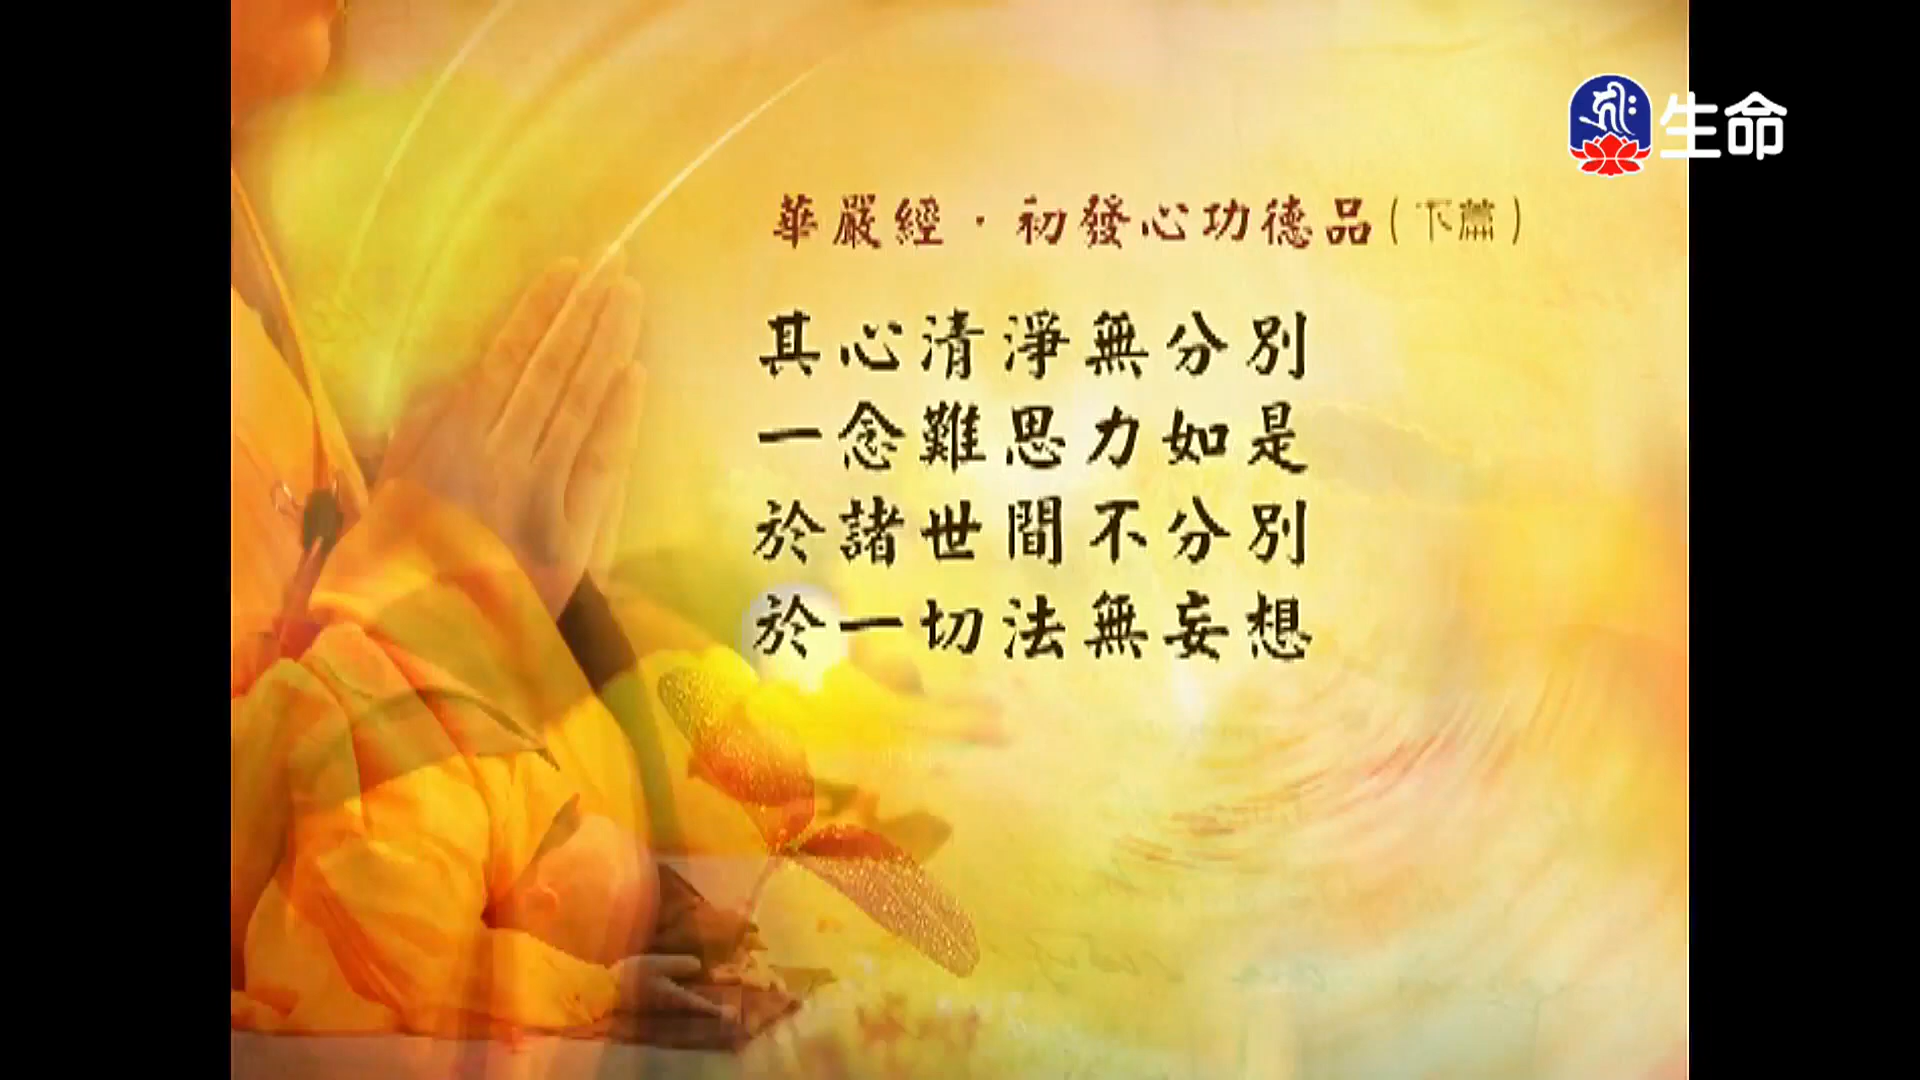 生命
華嚴經·初發心功德品(下篇)
其心清淨無分別
一念難思力如是
於諸世間不分別
於一切法無妄想